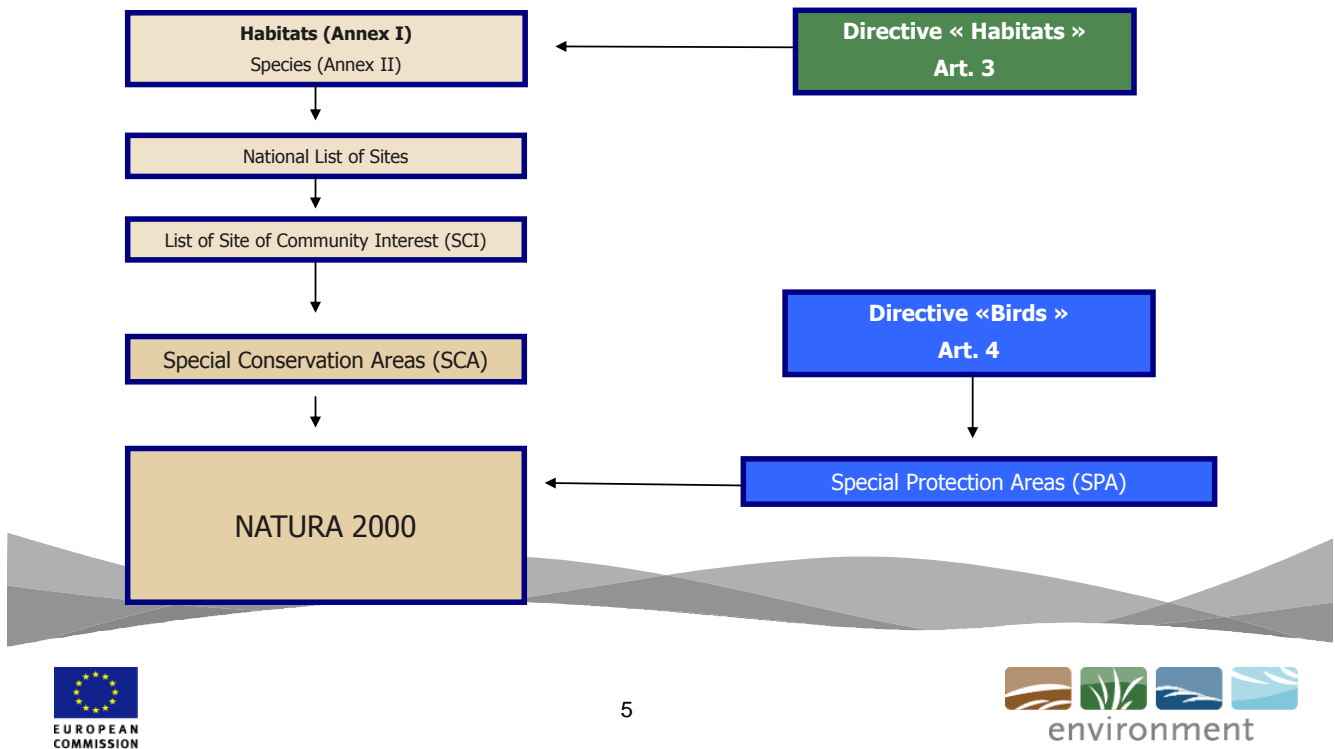 Habitats (Annex I)
Species (Annex II)
Directive « Habitats »
Art. 3
National List of Sites
List of Site of Community Interest (SCI)
Special Conservation Areas (SCA)
Directive «Birds »
Art. 4
Special Protection Areas (SPA)
NATURA 2000
EUROPEAN
COMMISSION
5
environment